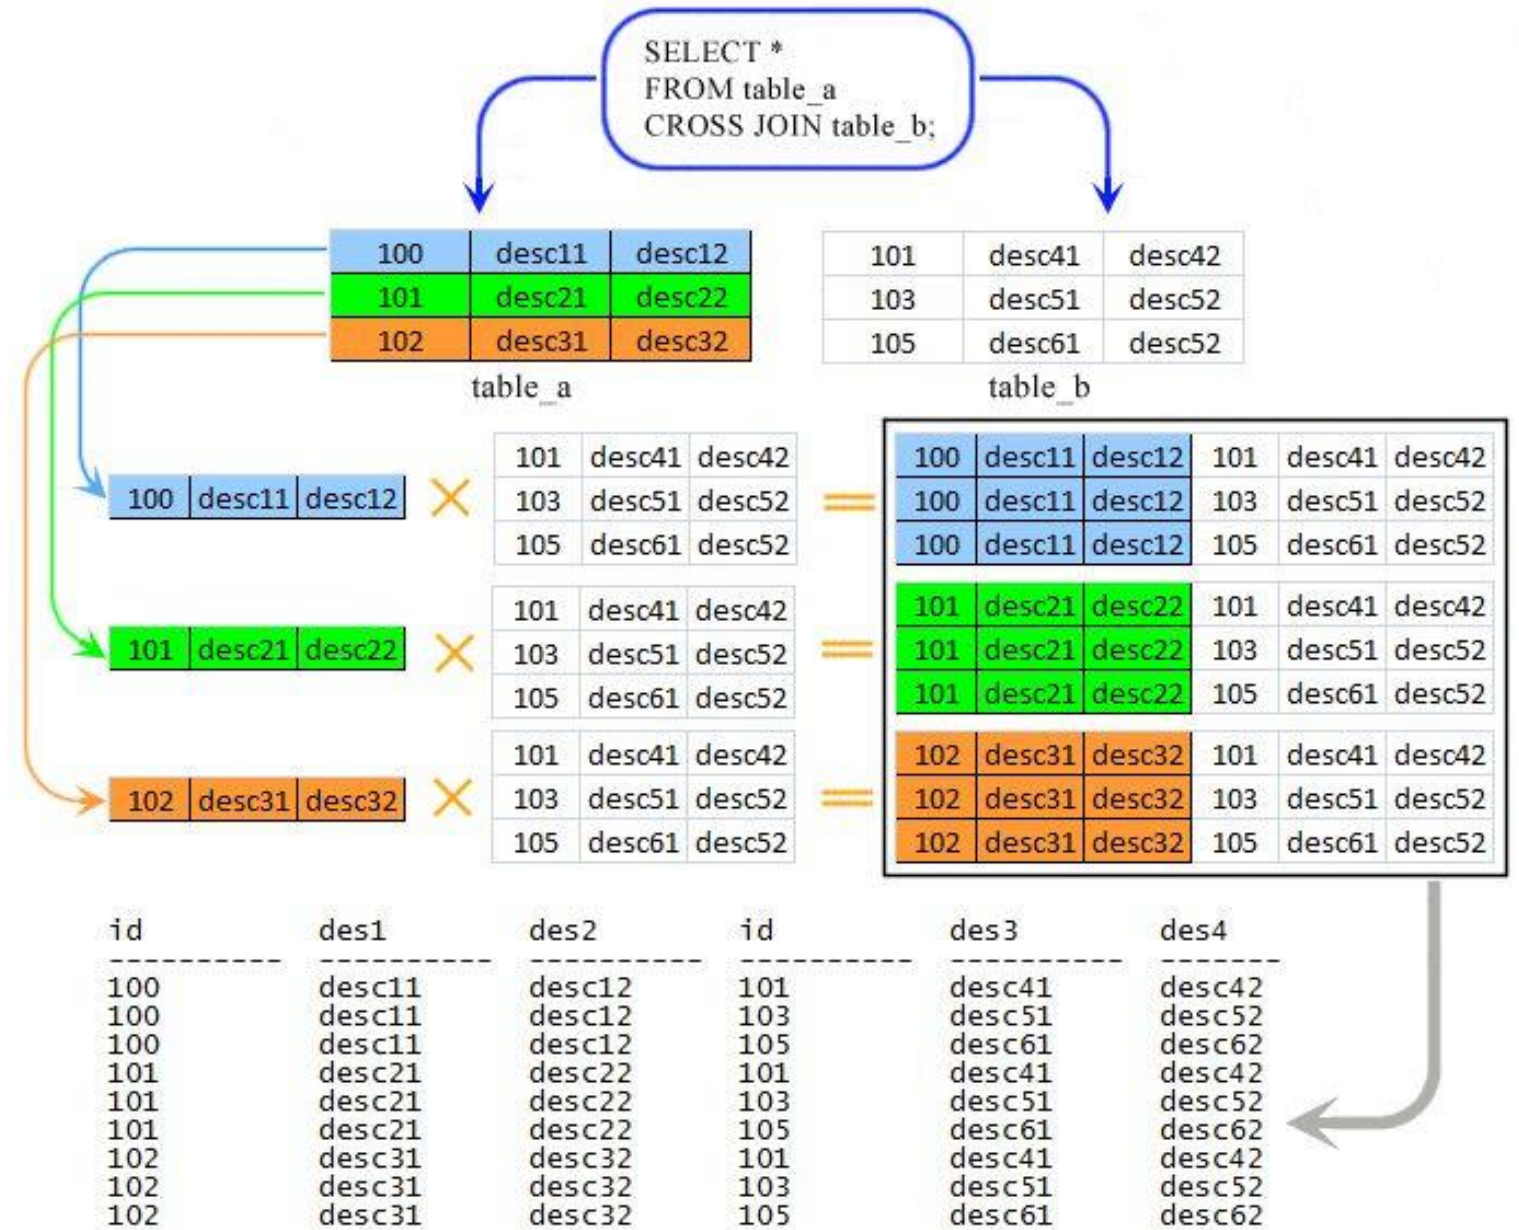 SELECT *
FROM table_a
CROSS JOIN table_b;
100 desc11 desc12
101 desc21 desc22
102 desc31 desc32
table_a
101 desc41 desc42
103 desc51 desc52
105 desc61 desc52
table_b
100 desc11 desc12
101 desc41 desc42
103 desc51 desc52
105 desc61 desc52
100 desc11 desc12 101 desc41 desc42
100 desc11 desc12 103 desc51 desc52
100 desc11 desc12 105 desc61 desc52
101 desc21 desc22
101 desc41 desc42
103 desc51 desc52
105 desc61 desc52
101 desc21 desc22 101 desc41 desc42
101 desc21 desc22 103 desc51 desc52
101 desc21 desc22 105 desc61 desc52
102 desc31 desc32
101 desc41 desc42
103 desc51 desc52
105 desc61 desc52
102 desc31 desc32 101 desc41 desc42
102 desc31 desc32 103 desc51 desc52
102 desc31 desc32 105 desc61 desc52
id des1 des2 id des3 des4
---------- ---------- ---------- ---------- ---------- -------
100 desc11 desc12 101 desc41 desc42
100 desc11 desc12 103 desc51 desc52
100 desc11 desc12 105 desc61 desc62
101 desc21 desc22 101 desc41 desc42
101 desc21 desc22 103 desc51 desc52
101 desc21 desc22 105 desc61 desc62
102 desc31 desc32 101 desc41 desc42
102 desc31 desc32 103 desc51 desc52
102 desc31 desc32 105 desc61 desc62